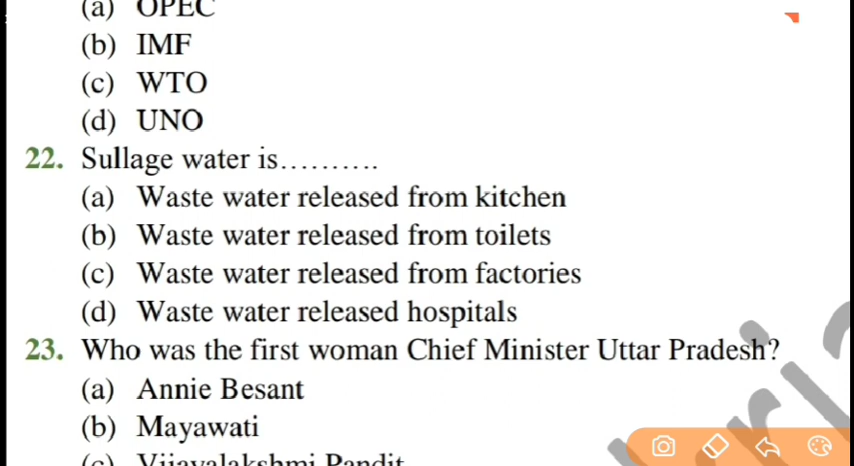 (a) OPEC
(b) IMF
(c) WTO
(d) UNO
22. Sullage water is..........
(a) Waste water released from kitchen
(b) Waste water released from toilets
(c) Waste water released from factories
(d) Waste water released hospitals
23. Who was the first woman Chief Minister Uttar Pradesh?
(a) Annie Besant
(b) Mayawati
(c) Vijayalakshmi Pandit